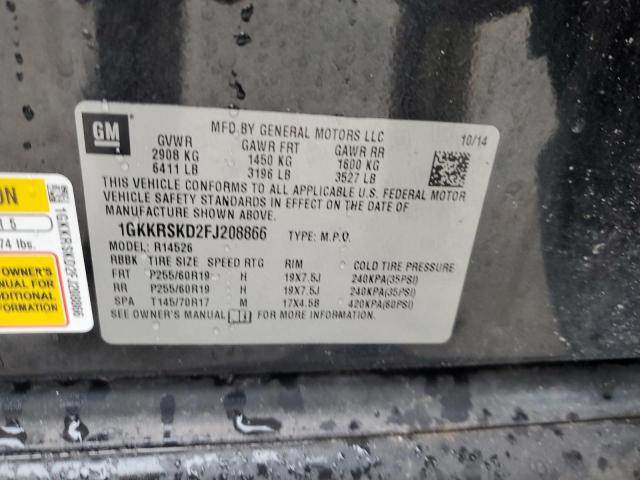 GM
MFD BY GENERAL MOTORS LLC
10/14
GVWR GAWR FRT GAWR RR
2908 KG 1450 KG 1600 KG
6411 LB 3196 LB 3527 LB
THIS VEHICLE CONFORMS TO ALL APPLICABLE U.S. FEDERAL MOTOR
VEHICLE SAFETY STANDARDS IN EFFECT ON THE DATE OF
MANUFACTURE SHOWN ABOVE.
1GKKRSKD2FJ208866 TYPE: M.P.V.
MODEL: R14526
RBBK TIRE SIZE SPEED RTG RIM COLD TIRE PRESSURE
FRT P255/60R19 H 19X7.5J 240KPA(35PSI)
RR P255/60R19 H 19X7.5J 240KPA(35PSI)
SPA T145/70R17 M 17X4.5B 420KPA(60PSI)
SEE OWNER'S MANUAL FOR MORE INFORMATION.
ON
1GKKRSKD2FJ208866
74 lbs.
OWNER'S
MANUAL FOR
ADDITIONAL
INFORMATION